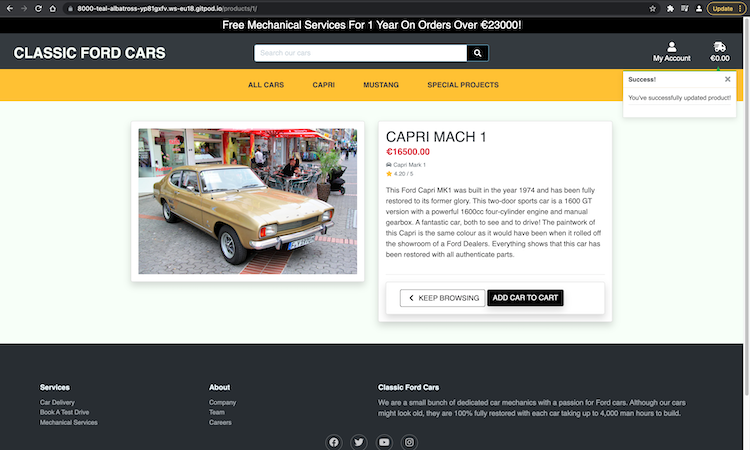 8000-teal-albatross-yp81gxfv.ws-eu18.gitpod.io/products/1/
Update
Free Mechanical Services For 1 Year On Orders Over €23000!
CLASSIC FORD CARS
Search our cars
My Account
€0.00
ALL CARS
CAPRI
MUSTANG
SPECIAL PROJECTS
Success!
You've successfully updated product!
CAPRI MACH 1
€16500.00
Capri Mark 1
4.20 / 5
This Ford Capri MK1 was built in the year 1974 and has been fully
restored to its former glory. This two-door sports car is a 1600 GT
version with a powerful 1600cc four-cylinder engine and manual
gearbox. A fantastic car, both to see and to drive! The paintwork of
this Capri is the same colour as it would have been when it rolled off
the showroom of a Ford Dealers. Everything shows that this car has
been restored with all authenticate parts.
KEEP BROWSING
ADD CAR TO CART
Services
Car Delivery
Book A Test Drive
Mechanical Services
About
Company
Team
Careers
Classic Ford Cars
We are a small bunch of dedicated car mechanics with a passion for Ford cars. Although our cars
might look old, they are 100% fully restored with each car taking up to 4,000 man hours to build.